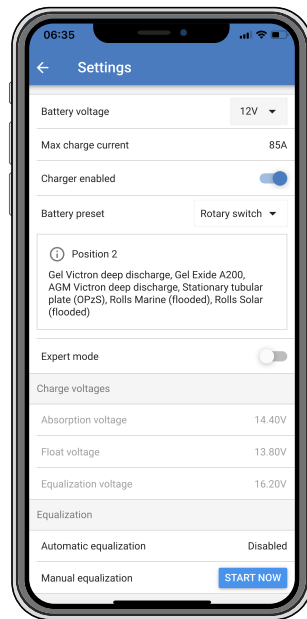 06:35
Settings
Battery voltage 12V
Max charge current 85A
Charger enabled
Battery preset Rotary switch
Position 2
Gel Victron deep discharge, Gel Exide A200,
AGM Victron deep discharge, Stationary tubular
plate (OPzS), Rolls Marine (flooded), Rolls Solar
(flooded)
Expert mode
Charge voltages
Absorption voltage 14.40V
Float voltage 13.80V
Equalization voltage 16.20V
Equalization
Automatic equalization Disabled
Manual equalization START NOW